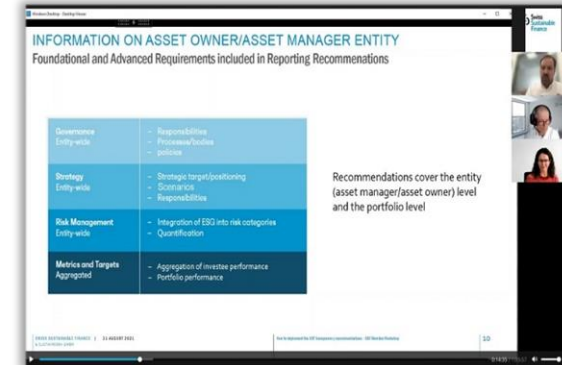 Swiss
Sustainable
Finance
INFORMATION ON ASSET OWNER/ASSET MANAGER ENTITY
Foundational and Advanced Requirements included in Reporting Recommenations
Governance
Entity-wide
– Responsibilities
– Processes/bodies
– policies
Strategy
Entity-wide
– Strategic target/positioning
– Scenarios
– Responsibilities
Risk Management
Entity-wide
– Integration of ESG into risk categories
– Quantification
Metrics and Targets
Aggregated
– Aggregation of investee performance
– Portfolio performance
Recommendations cover the entity
(asset manager/asset owner) level
and the portfolio level
SWISS SUSTAINABLE FINANCE | 31 AUGUST 2021
10